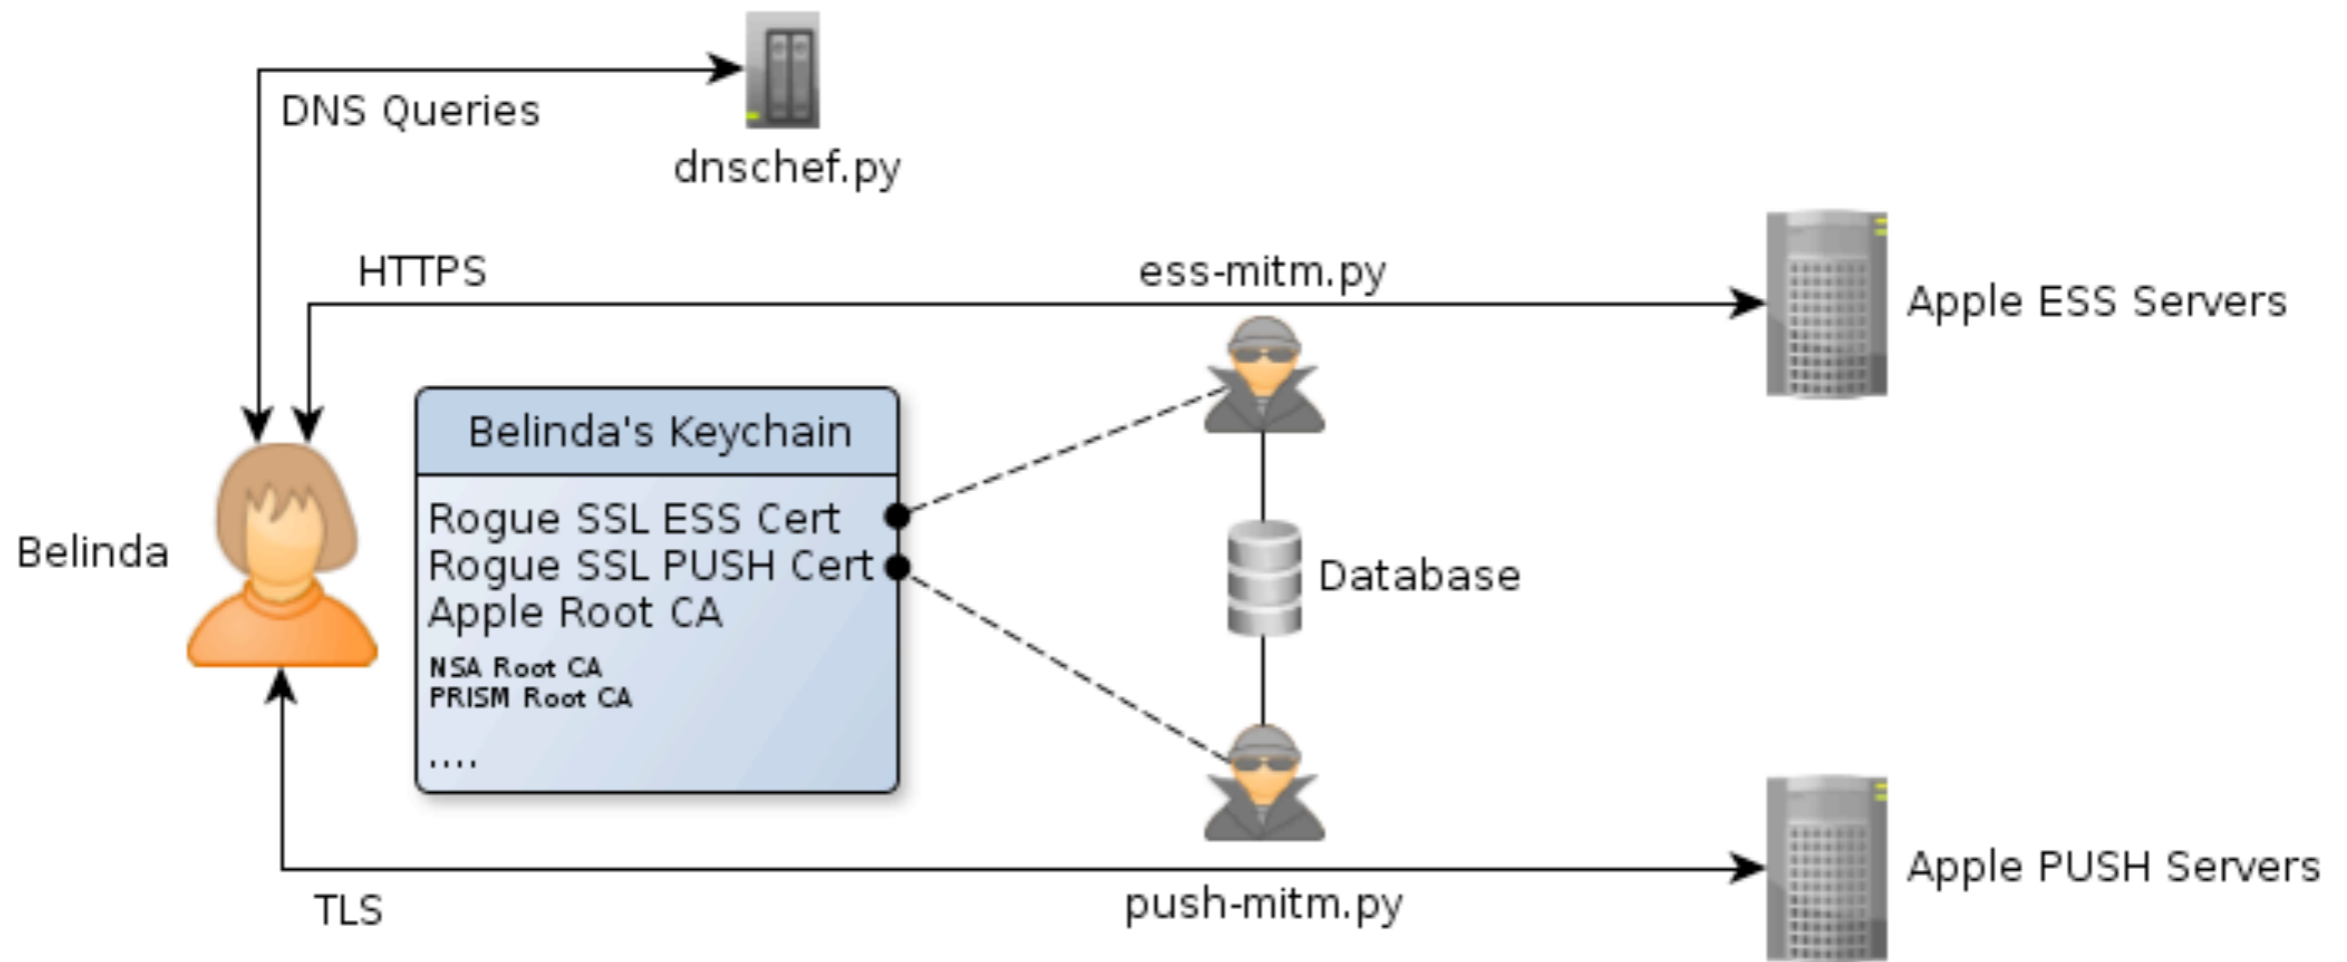 DNS Queries
dnschef.py
HTTPS
ess-mitm.py
Apple ESS Servers
Belinda's Keychain
Rogue SSL ESS Cert
Rogue SSL PUSH Cert
Apple Root CA
NSA Root CA
PRISM Root CA
....
Belinda
Database
Apple PUSH Servers
TLS
push-mitm.py